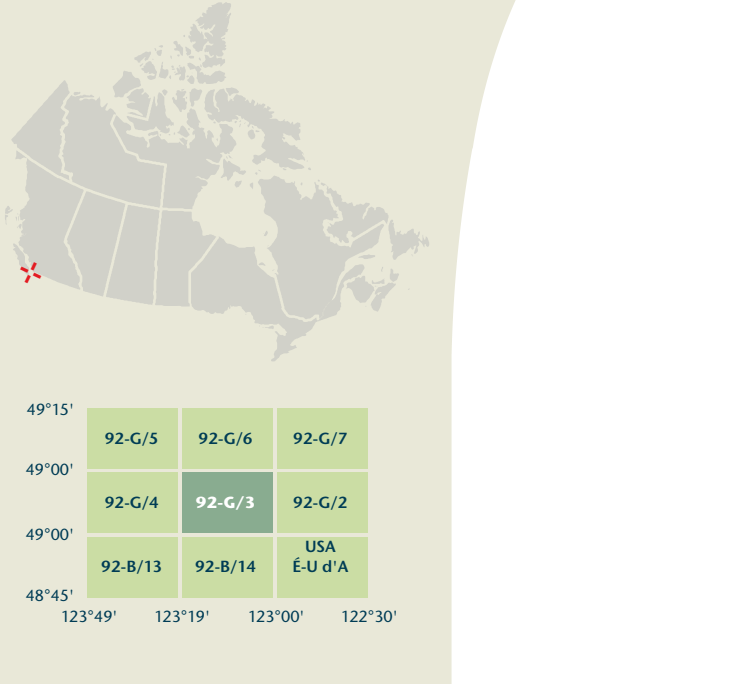 49°15'
92-G/5 92-G/6 92-G/7
49°00'
92-G/4 92-G/3 92-G/2
49°00'
USA
92-B/13 92-B/14 É-U d'A
48°45'
123°49' 123°19' 123°00' 122°30'